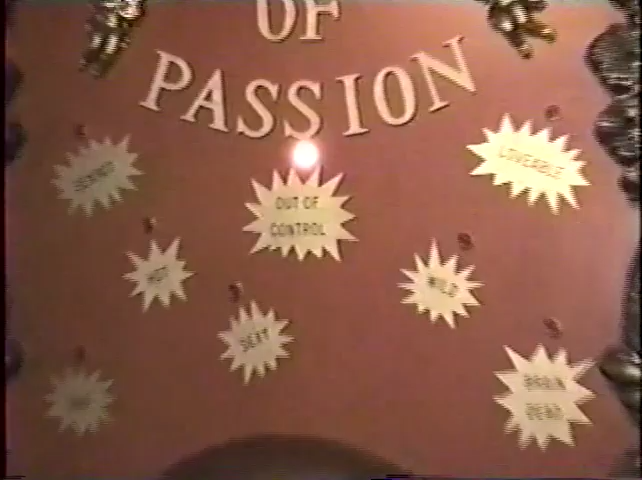 OF
PASSION
LOVEABLE
OUT OF
CONTROL
HOT
WILD
SEXY
BRAIN
DEAD